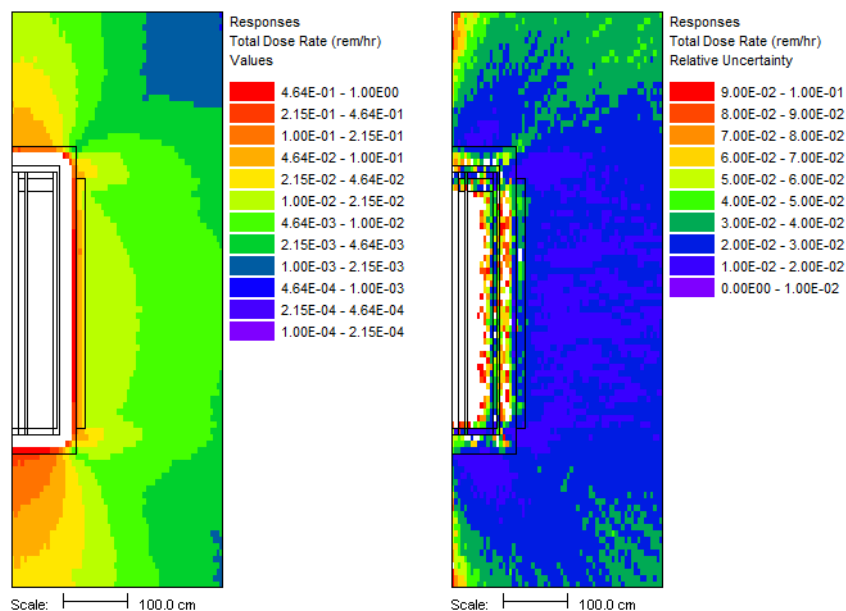 Responses
Total Dose Rate (rem/hr)
Values
4.64E-01 - 1.00E00
2.15E-01 - 4.64E-01
1.00E-01 - 2.15E-01
4.64E-02 - 1.00E-01
2.15E-02 - 4.64E-02
1.00E-02 - 2.15E-02
4.64E-03 - 1.00E-02
2.15E-03 - 4.64E-03
1.00E-03 - 2.15E-03
4.64E-04 - 1.00E-03
2.15E-04 - 4.64E-04
1.00E-04 - 2.15E-04
Scale: 100.0 cm
Responses
Total Dose Rate (rem/hr)
Relative Uncertainty
9.00E-02 - 1.00E-01
8.00E-02 - 9.00E-02
7.00E-02 - 8.00E-02
6.00E-02 - 7.00E-02
5.00E-02 - 6.00E-02
4.00E-02 - 5.00E-02
3.00E-02 - 4.00E-02
2.00E-02 - 3.00E-02
1.00E-02 - 2.00E-02
0.00E00 - 1.00E-02
Scale: 100.0 cm